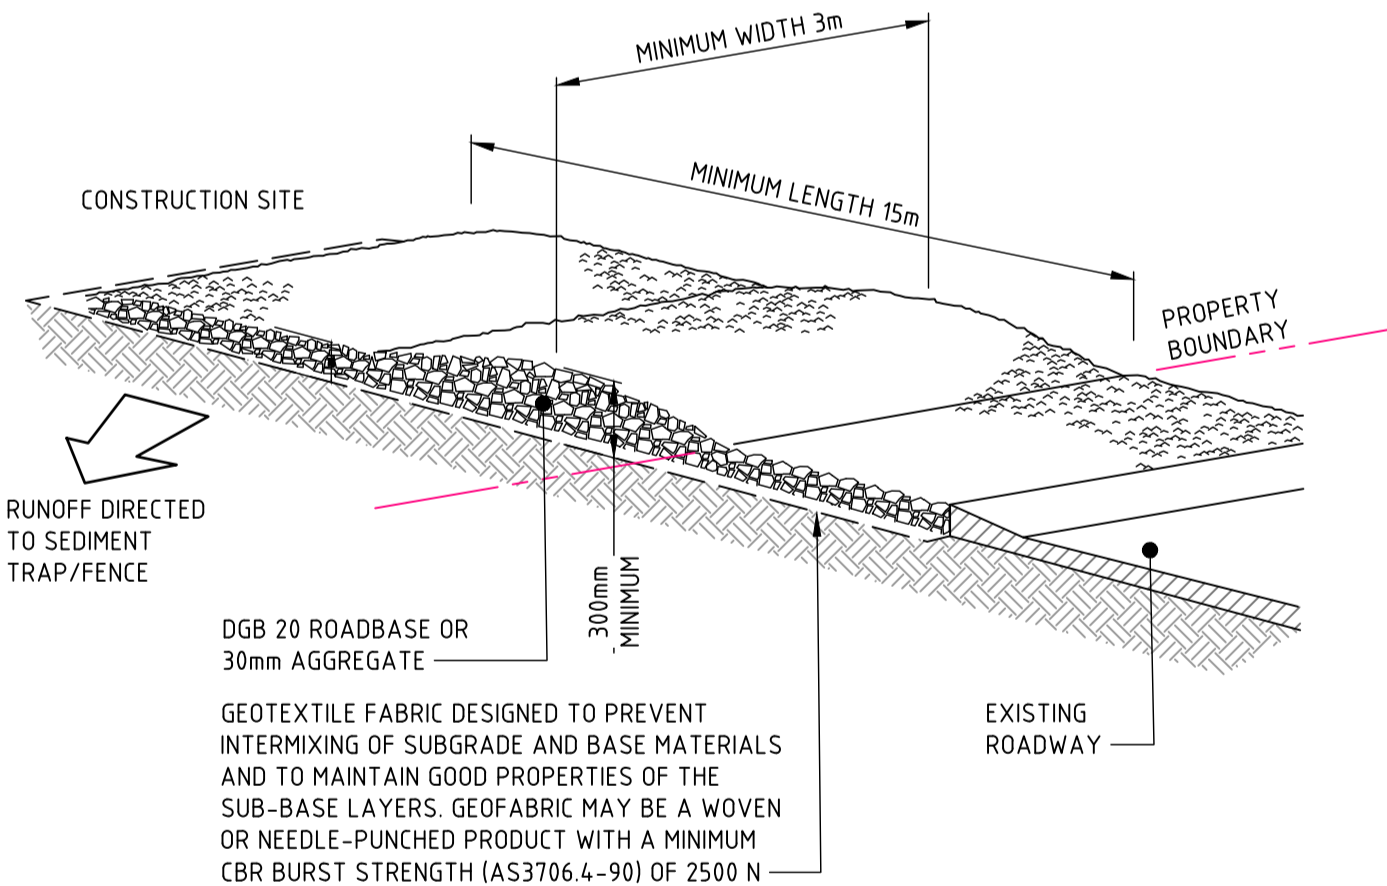 MINIMUM WIDTH 3m
MINIMUM LENGTH 15m
CONSTRUCTION SITE
PROPERTY
BOUNDARY
RUNOFF DIRECTED
TO SEDIMENT
TRAP/FENCE
300mm
MINIMUM
DGB 20 ROADBASE OR
30mm AGGREGATE
GEOTEXTILE FABRIC DESIGNED TO PREVENT
INTERMIXING OF SUBGRADE AND BASE MATERIALS
AND TO MAINTAIN GOOD PROPERTIES OF THE
SUB-BASE LAYERS. GEOFABRIC MAY BE A WOVEN
OR NEEDLE-PUNCHED PRODUCT WITH A MINIMUM
CBR BURST STRENGTH (AS3706.4-90) OF 2500 N
EXISTING
ROADWAY